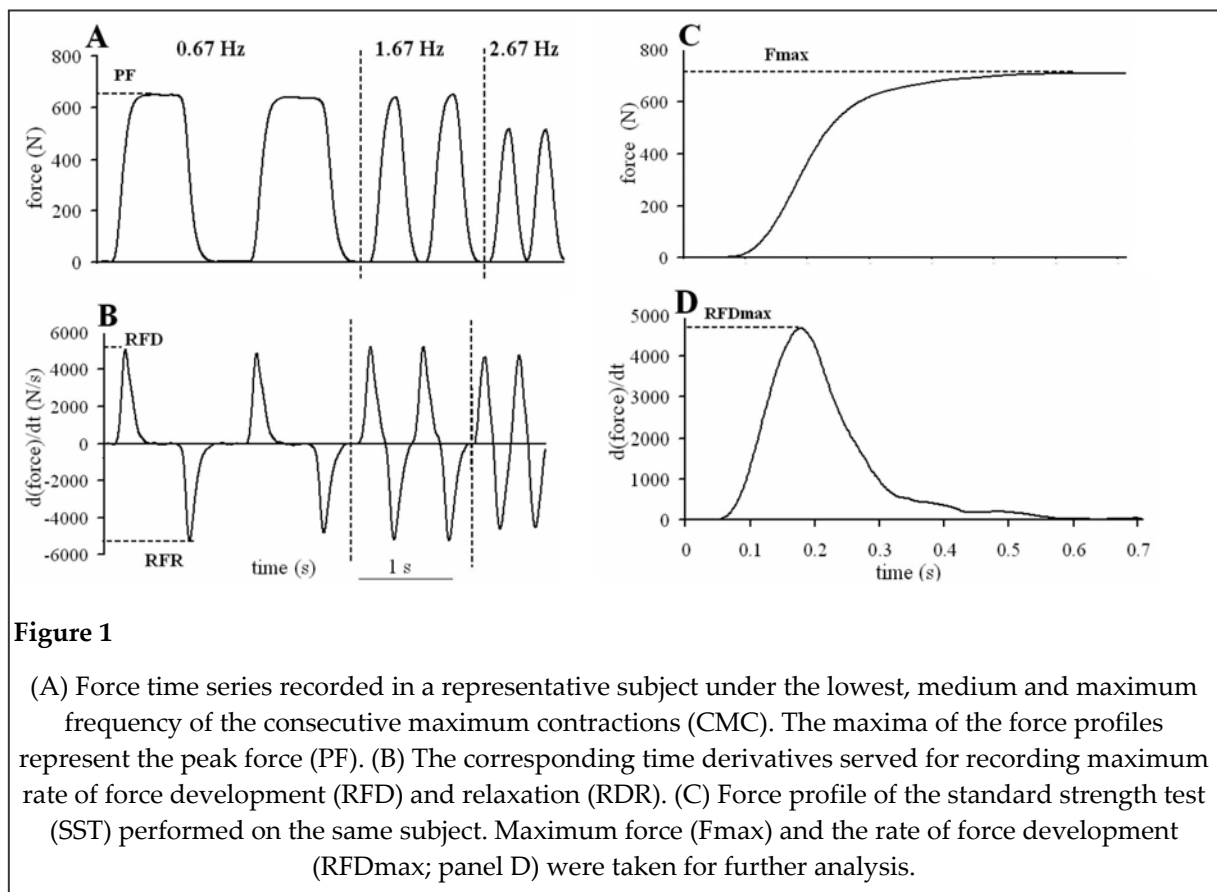 A
0.67 Hz
1.67 Hz
2.67 Hz
800
600
400
200
0
force (N)
PF
B
6000
4000
2000
0
-2000
-4000
-6000
d(force)/dt (N/s)
RFD
RFR
time (s)
1 s
C
800
600
400
200
0
force (N)
Fmax
D
5000
4000
3000
2000
1000
0
d(force)/dt
RFDmax
0 0.1 0.2 0.3 0.4 0.5 0.6 0.7
time (s)
Figure 1
(A) Force time series recorded in a representative subject under the lowest, medium and maximum
frequency of the consecutive maximum contractions (CMC). The maxima of the force profiles
represent the peak force (PF). (B) The corresponding time derivatives served for recording maximum
rate of force development (RFD) and relaxation (RDR). (C) Force profile of the standard strength test
(SST) performed on the same subject. Maximum force (Fmax) and the rate of force development
(RFDmax; panel D) were taken for further analysis.